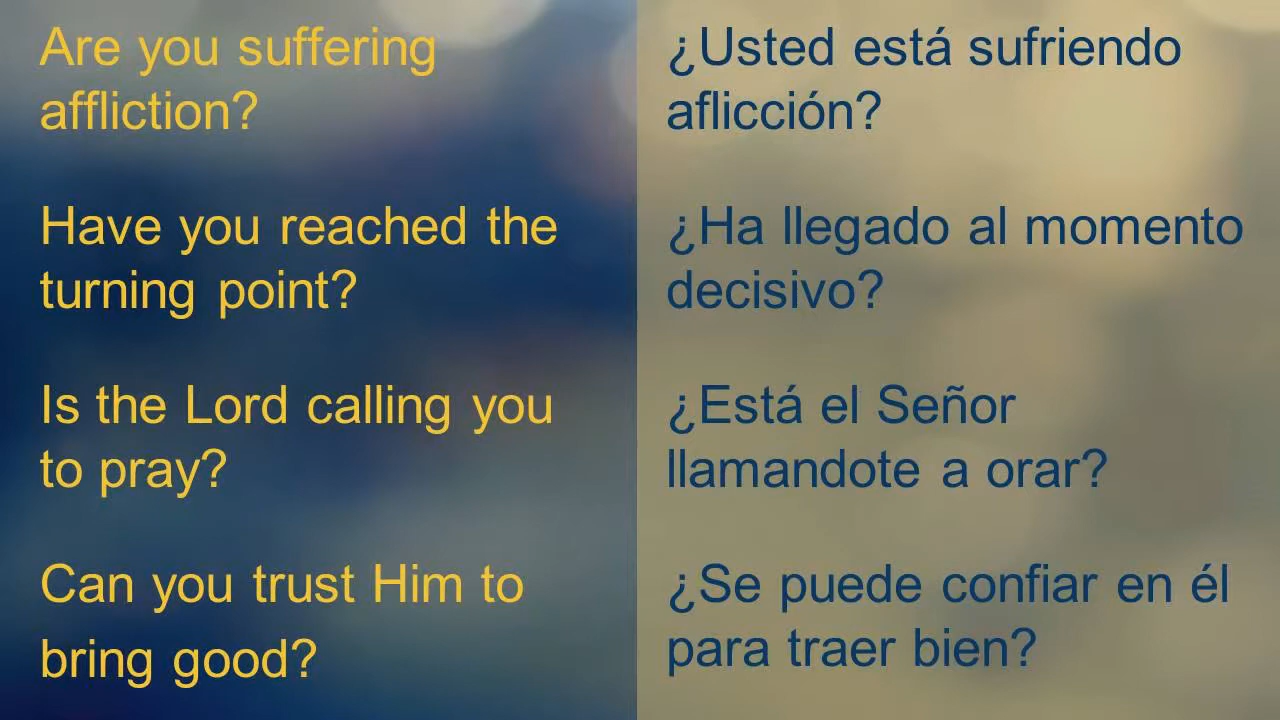 Are you suffering
affliction?
Have you reached the
turning point?
Is the Lord calling you
to pray?
Can you trust Him to
bring good?
¿Usted está sufriendo
aflicción?
¿Ha llegado al momento
decisivo?
¿Está el Señor
llamandote a orar?
¿Se puede confiar en él
para traer bien?